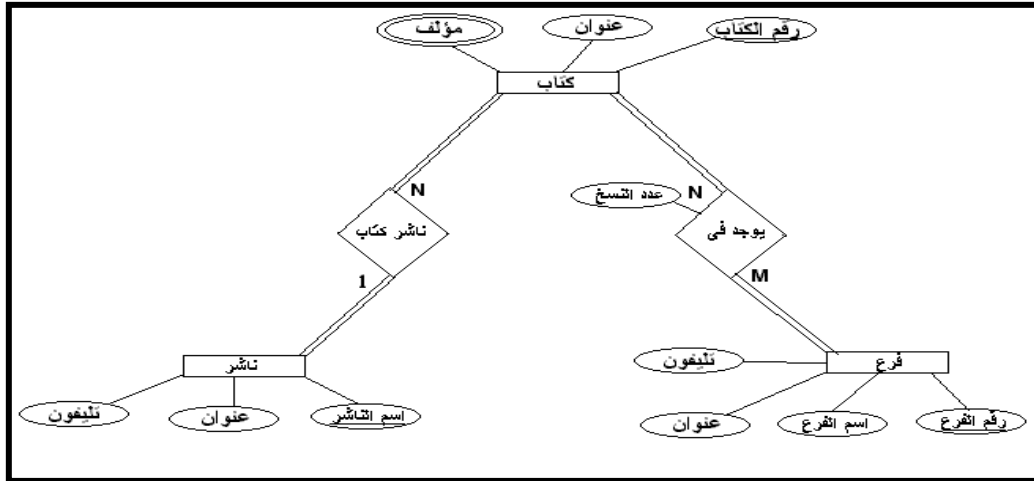 رقم الكتاب
عنوان
مؤلف
كتاب
N
N
عدد النسخ
يوجد في
ناشر كتاب
M
1
فرع
ناشر
تليفون
رقم الفرع
اسم الفرع
عنوان
اسم الناشر
عنوان
تليفون